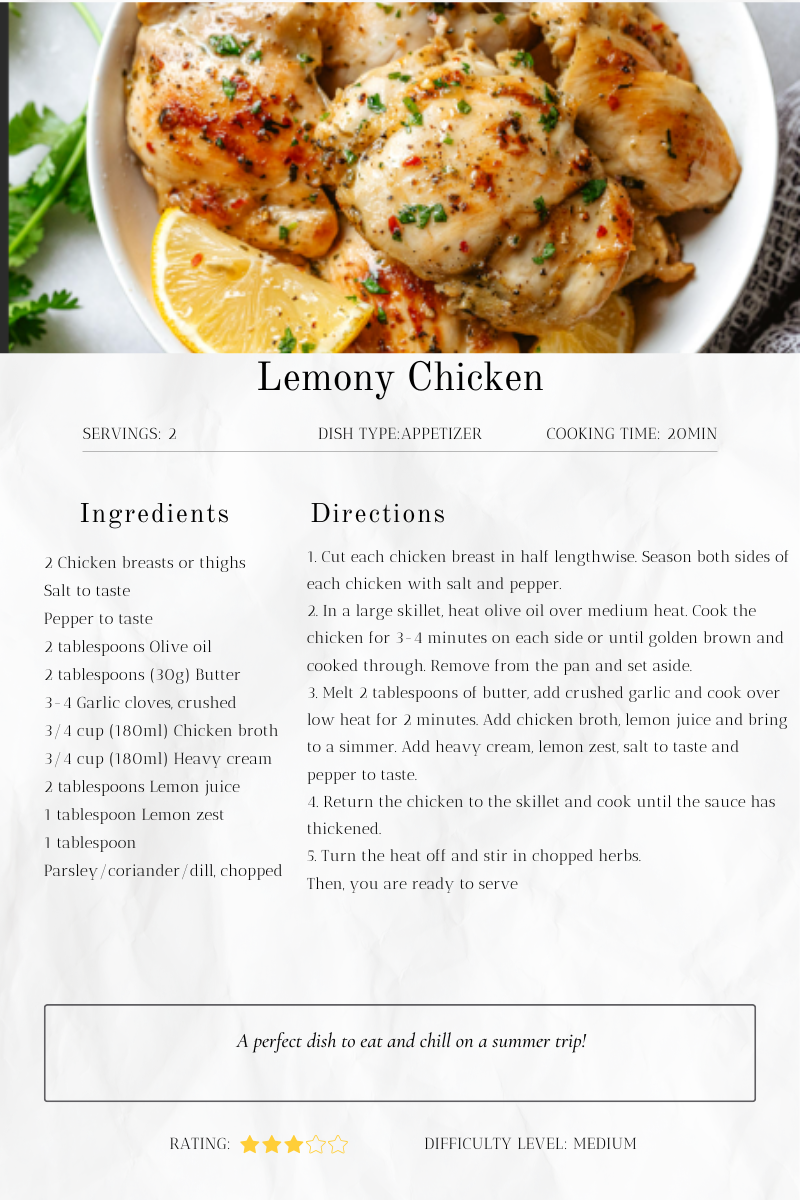 Lemony Chicken
SERVINGS: 2
DISH TYPE:APPETIZER
COOKING TIME: 20MIN
Ingredients
2 Chicken breasts or thighs
Salt to taste
Pepper to taste
2 tablespoons Olive oil
2 tablespoons (30g) Butter
3-4 Garlic cloves, crushed
3/4 cup (180ml) Chicken broth
3/4 cup (180ml) Heavy cream
2 tablespoons Lemon juice
1 tablespoon Lemon zest
1 tablespoon
Parsley/coriander/dill, chopped
Directions
1. Cut each chicken breast in half lengthwise. Season both sides of
each chicken with salt and pepper.
2. In a large skillet, heat olive oil over medium heat. Cook the
chicken for 3-4 minutes on each side or until golden brown and
cooked through. Remove from the pan and set aside.
3. Melt 2 tablespoons of butter, add crushed garlic and cook over
low heat for 2 minutes. Add chicken broth, lemon juice and bring
to a simmer. Add heavy cream, lemon zest, salt to taste and
pepper to taste.
4. Return the chicken to the skillet and cook until the sauce has
thickened.
5. Turn the heat off and stir in chopped herbs.
Then, you are ready to serve
A perfect dish to eat and chill on a summer trip!
RATING:
DIFFICULTY LEVEL: MEDIUM